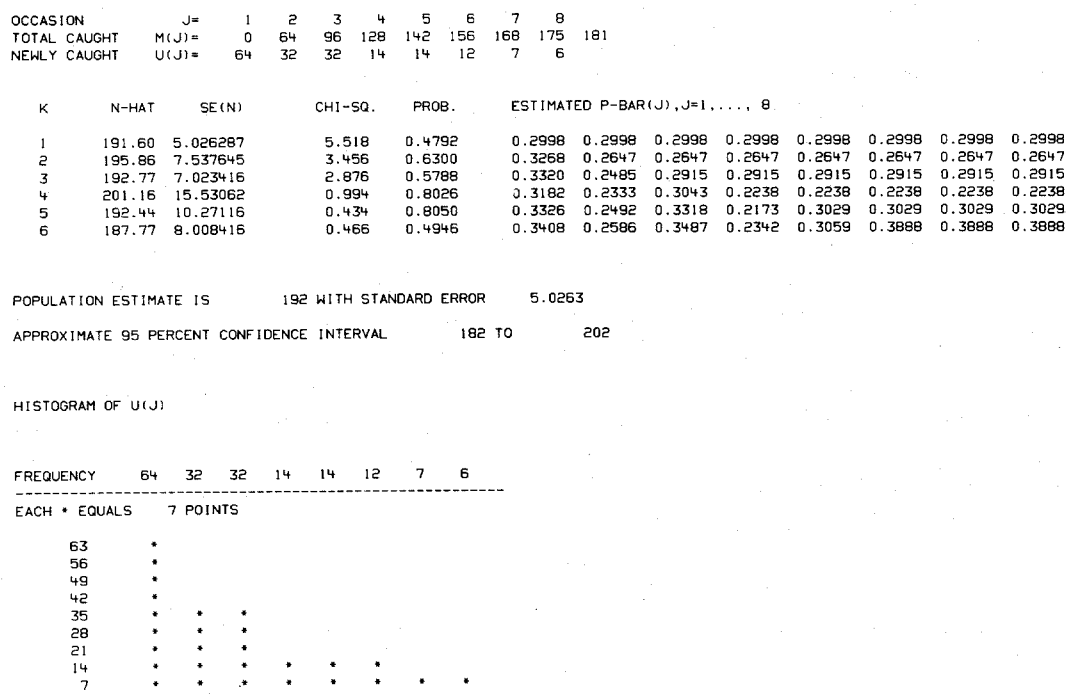 OCCASION J= 1 2 3 4 5 6 7 8
TOTAL CAUGHT M(J)= 0 64 96 128 142 156 168 175 181
NEWLY CAUGHT U(J)= 64 32 32 14 14 12 7 6
K N-HAT SE(N) CHI-SQ. PROB. ESTIMATED P-BAR(J),J=1,..., 8
1 191.60 5.026287 5.518 0.4792 0.2998 0.2998 0.2998 0.2998 0.2998 0.2998 0.2998 0.2998
2 195.86 7.537645 3.456 0.6300 0.3268 0.2647 0.2647 0.2647 0.2647 0.2647 0.2647 0.2647
3 192.77 7.023416 2.876 0.5788 0.3320 0.2485 0.2915 0.2915 0.2915 0.2915 0.2915 0.2915
4 201.16 15.53062 0.994 0.8026 0.3182 0.2333 0.3043 0.2238 0.2238 0.2238 0.2238 0.2238
5 192.44 10.27116 0.434 0.8050 0.3326 0.2492 0.3318 0.2173 0.3029 0.3029 0.3029 0.3029
6 187.77 8.008416 0.466 0.4946 0.3408 0.2586 0.3487 0.2342 0.3059 0.3888 0.3888 0.3888
POPULATION ESTIMATE IS 192 WITH STANDARD ERROR 5.0263
APPROXIMATE 95 PERCENT CONFIDENCE INTERVAL 182 TO 202
HISTOGRAM OF U(J)
FREQUENCY 64 32 32 14 14 12 7 6
EACH * EQUALS 7 POINTS
63 *
56 *
49 *
42 *
35 * * *
28 * * *
21 * * *
14 * * * * * *
7 * * * * * * * *